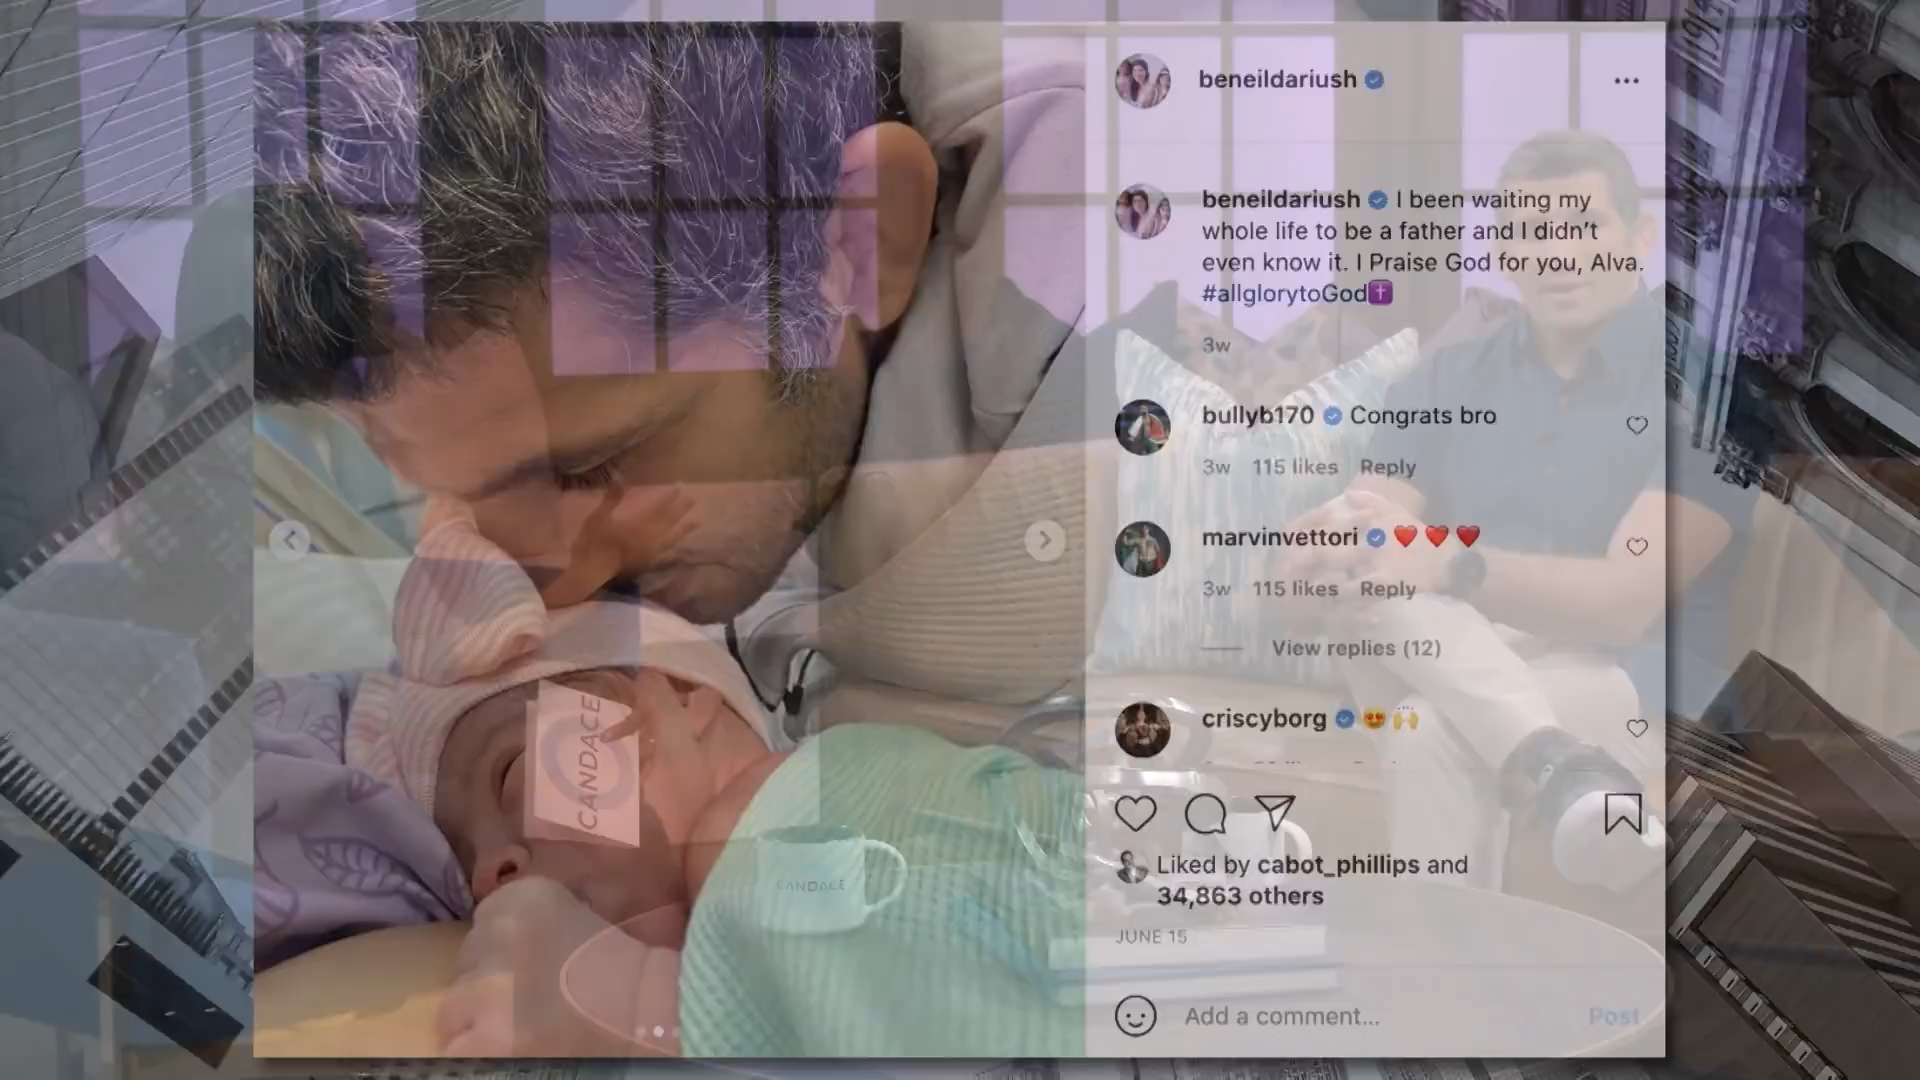 beneildariush
beneildariush I been waiting my
whole life to be a father and I didn't
even know it. I Praise God for you, Alva.
#allglorytoGod
3w
bullyb170 Congrats bro
3w 115 likes Reply
marvinvettori ❤️❤️❤️
3w 115 likes Reply
View replies (12)
criscyborg 😍🙌
Liked by cabot_phillips and
34,863 others
JUNE 15
Add a comment... Post
CANDACE
CANDACE